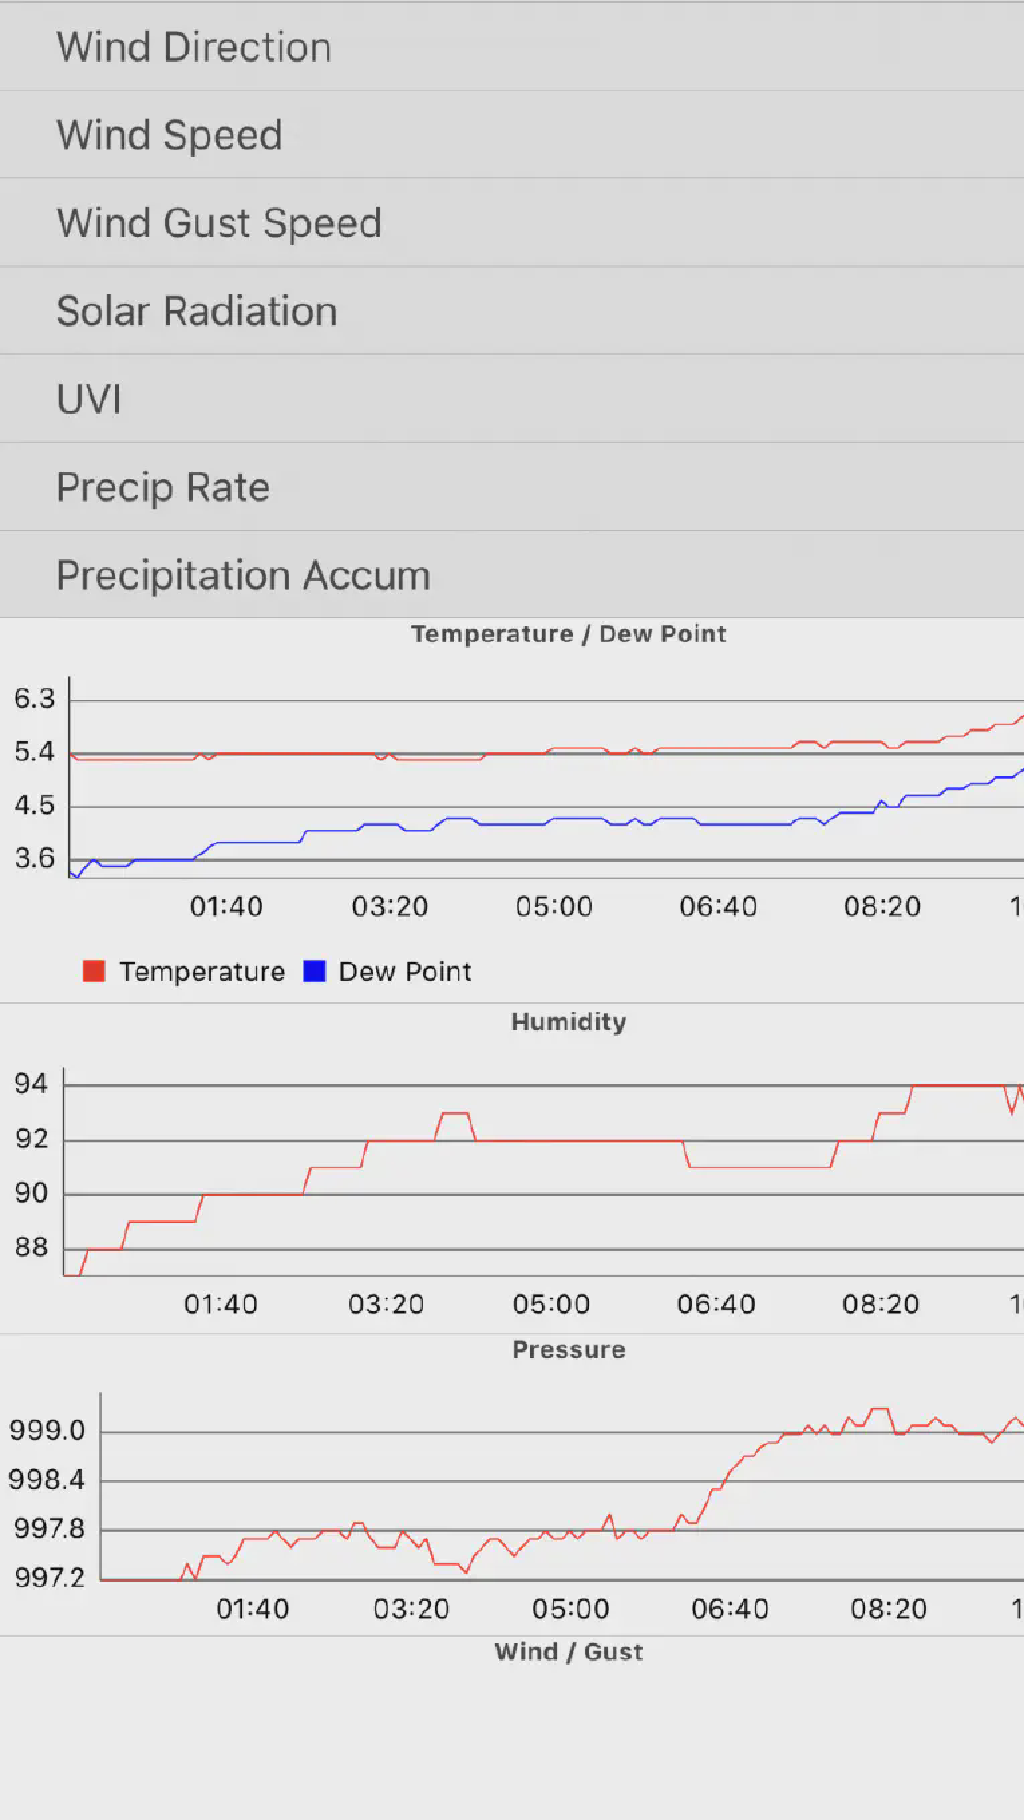 Wind Direction
Wind Speed
Wind Gust Speed
Solar Radiation
UVI
Precip Rate
Precipitation Accum
Temperature / Dew Point
6.3
5.4
4.5
3.6
01:40 03:20 05:00 06:40 08:20 1
Temperature Dew Point
Humidity
94
92
90
88
01:40 03:20 05:00 06:40 08:20 1
Pressure
999.0
998.4
997.8
997.2
01:40 03:20 05:00 06:40 08:20 1
Wind / Gust